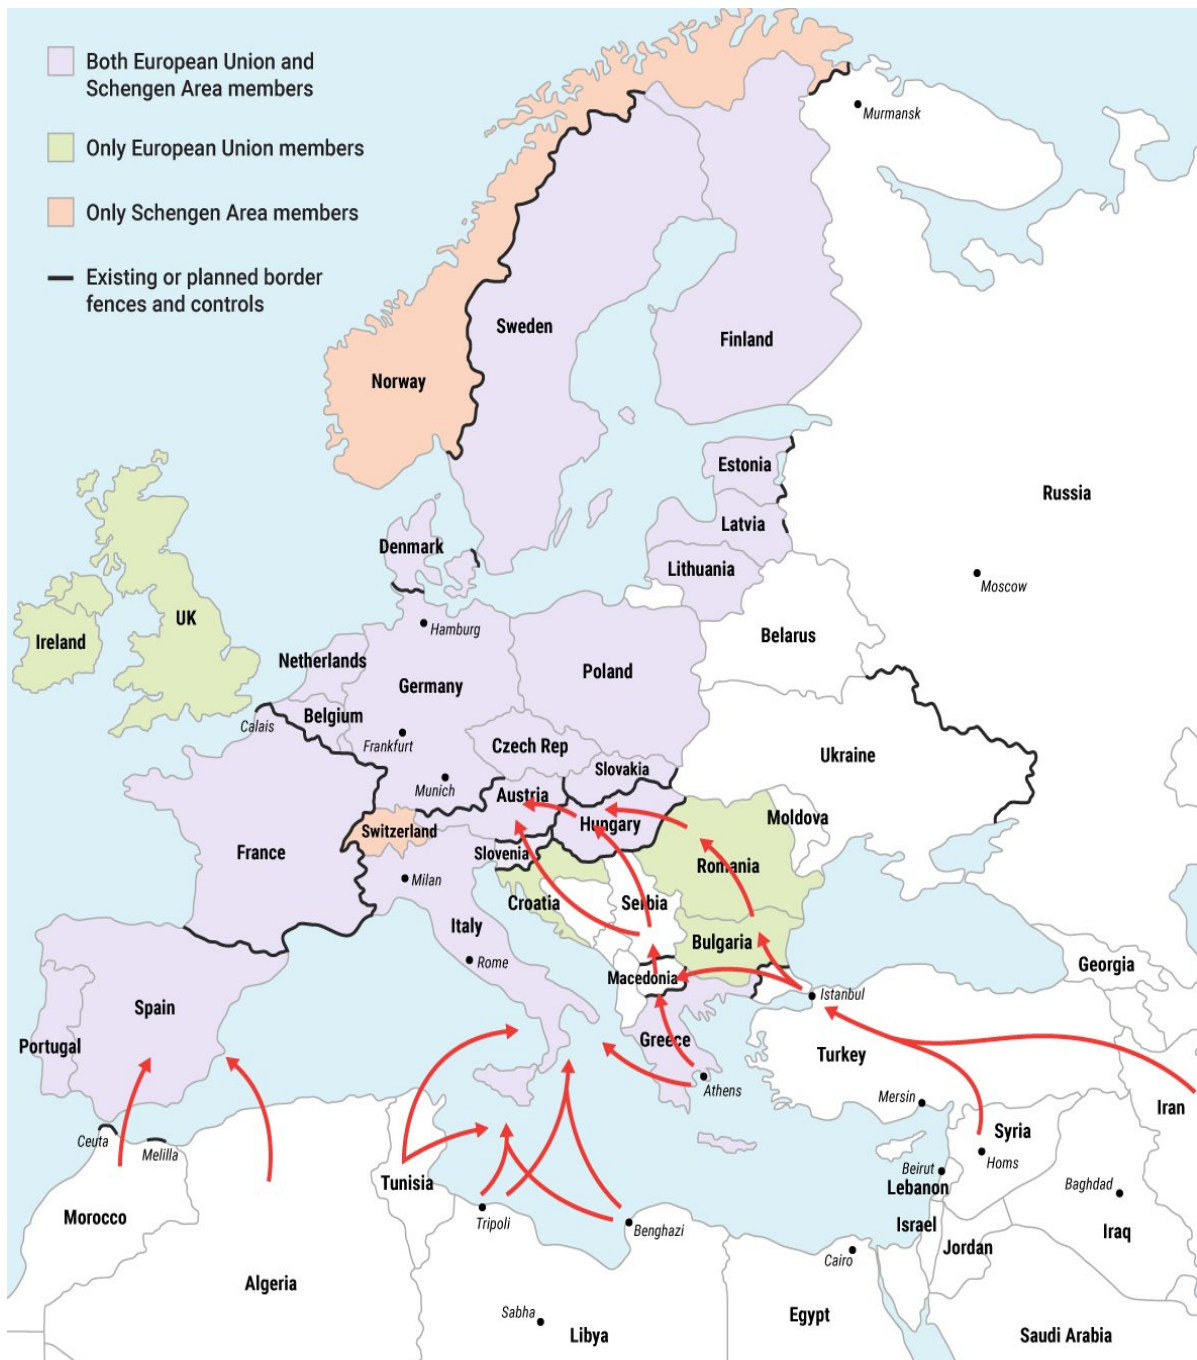 Both European Union and
Schengen Area members
Only European Union members
Only Schengen Area members
Existing or planned border
fences and controls
Murmansk
Sweden
Finland
Norway
Estonia
Russia
Latvia
Denmark
Lithuania
Moscow
UK
Hamburg
Ireland
Belarus
Netherlands
Poland
Germany
Belgium
Calais
Frankfurt
Czech Rep
Ukraine
Slovakia
Munich
Austria
Moldova
Switzerland
Hungary
France
Slovenia
Romania
Milan
Croatia
Serbia
Italy
Bulgaria
Rome
Georgia
Macedonia
Istanbul
Spain
Greece
Portugal
Turkey
Athens
Mersin
Iran
Syria
Ceuta
Melilla
Homs
Beirut
Tunisia
Lebanon
Baghdad
Morocco
Tripoli
Benghazi
Israel
Iraq
Jordan
Cairo
Algeria
Sabha
Egypt
Libya
Saudi Arabia